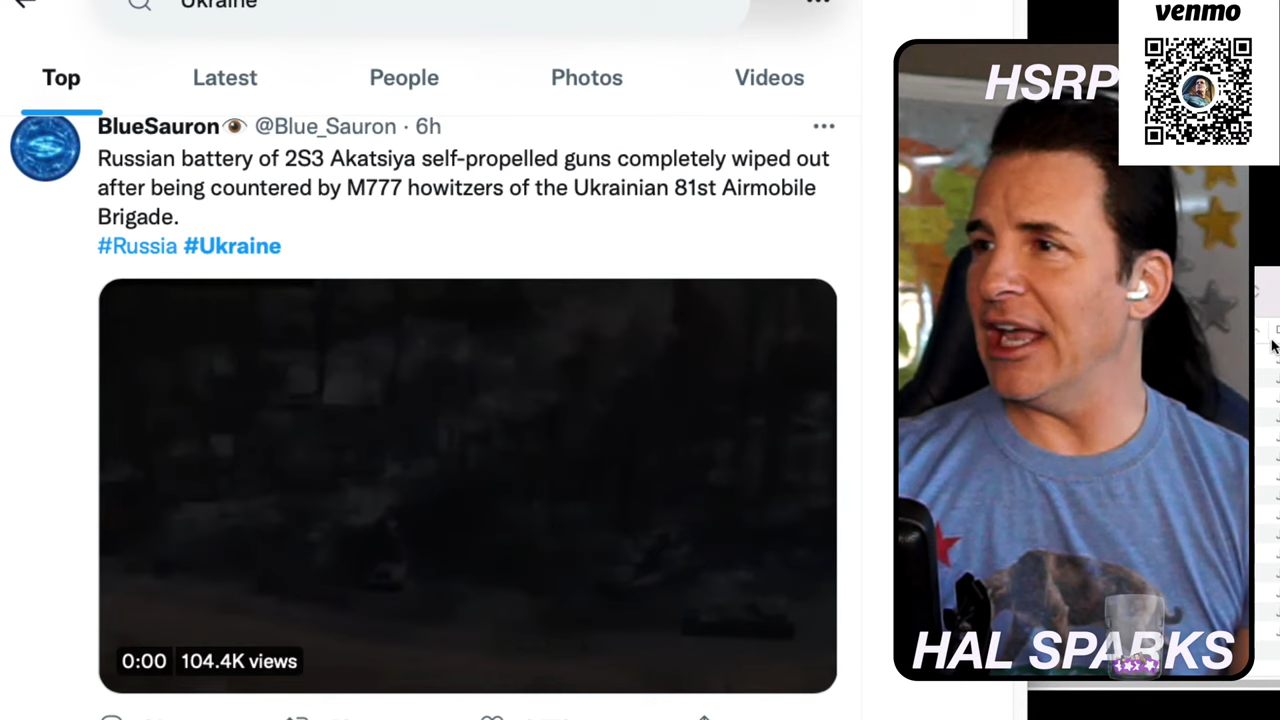 Ukraine
Top
Latest
People
Photos
Videos
BlueSauron👁 @Blue_Sauron · 6h
Russian battery of 2S3 Akatsiya self-propelled guns completely wiped out
after being countered by M777 howitzers of the Ukrainian 81st Airmobile
Brigade.
#Russia #Ukraine
0:00 104.4K views
venmo
HSRP
HAL SPARKS